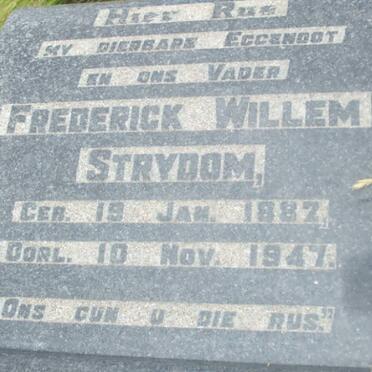 HIER RUS
MY DIERBARE EGGENOOT
EN ONS VADER
FREDERICK WILLEM
STRYDOM,
GEB. 19 JAN. 1882,
OORL. 10 NOV. 1947.
ONS GUN U DIE RUS."